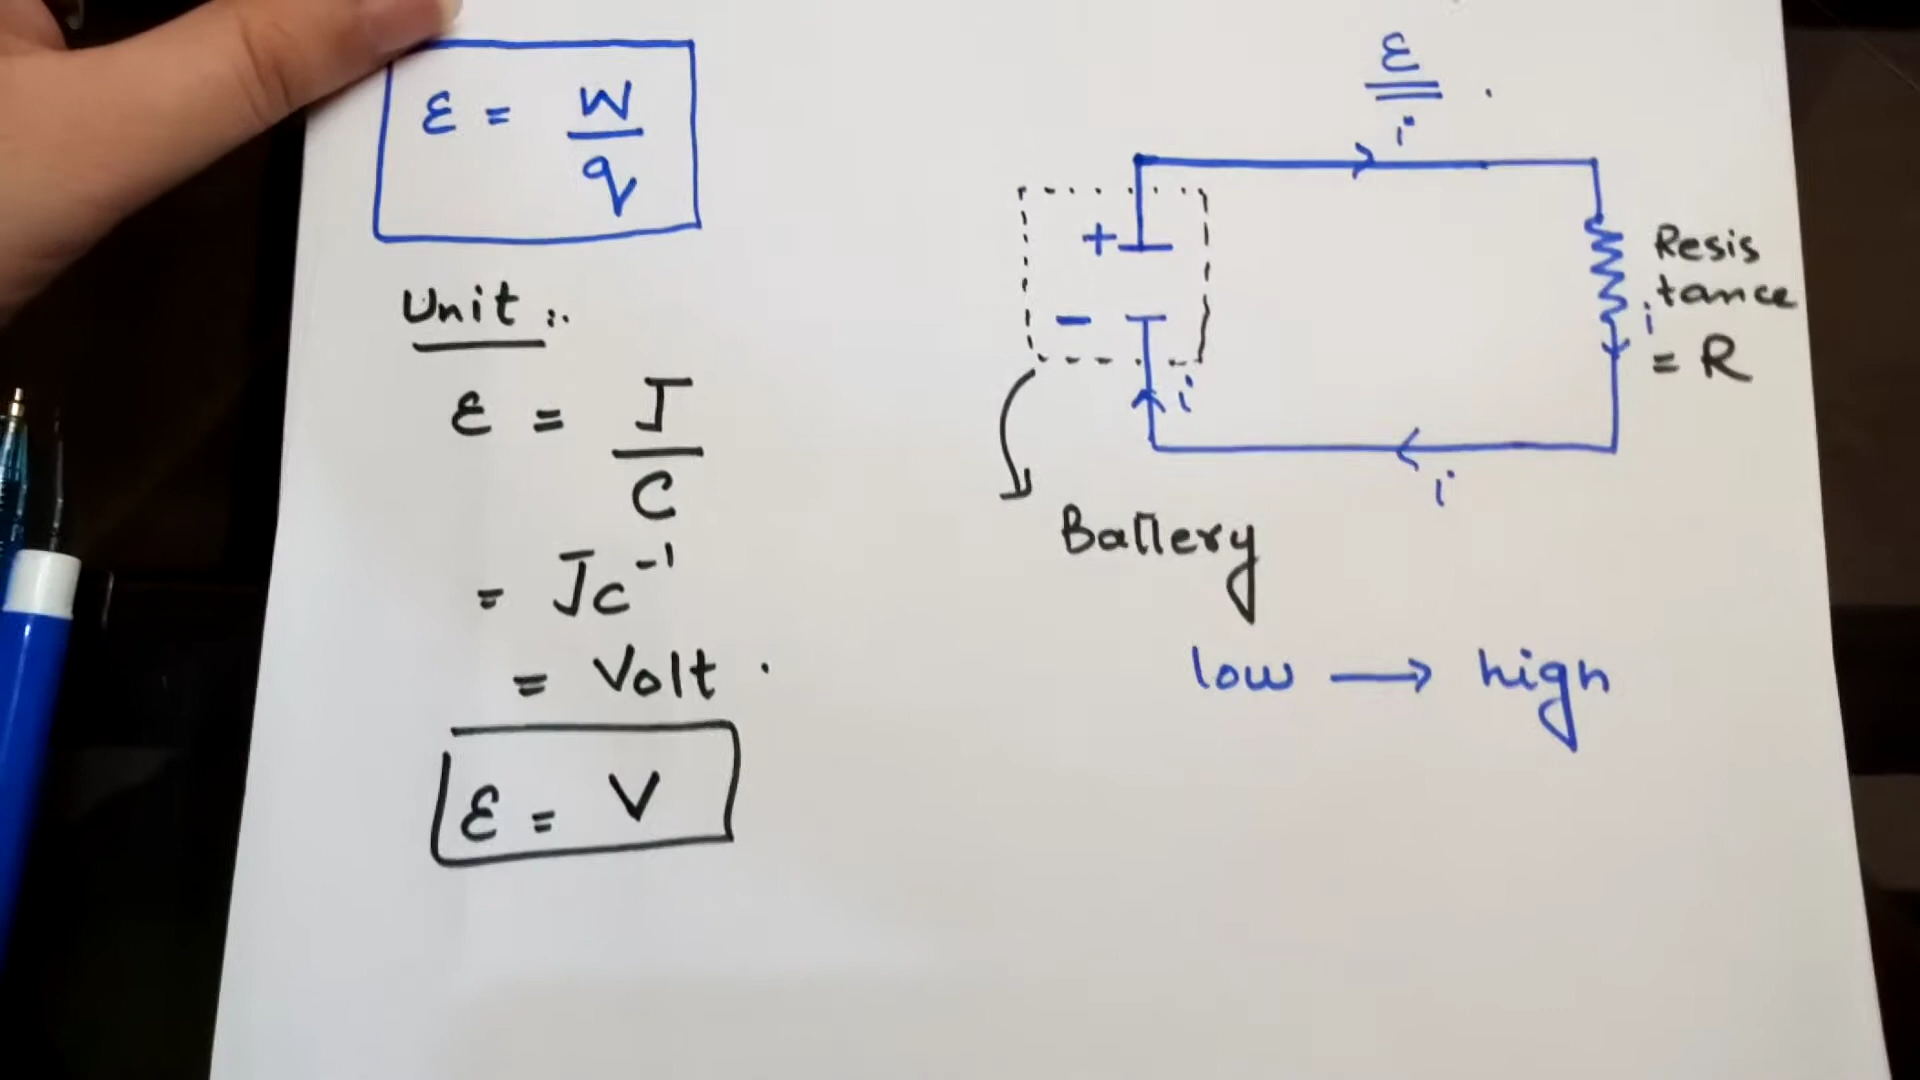 ε = W/q
Unit :.
ε = J/C
= JC⁻¹
= Volt .
ε = V
ε .
i
+
-
Resis
.tance
i
= R
i
i
Battery
low → high